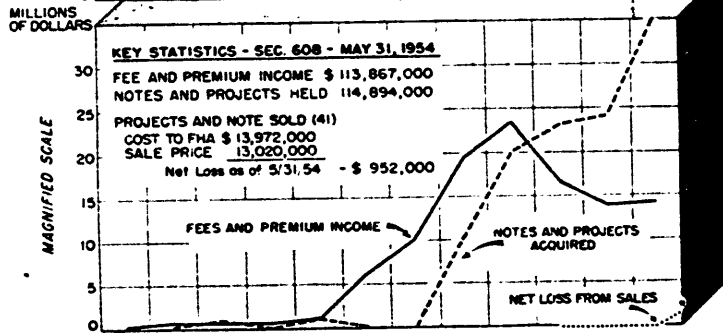 MILLIONS
OF DOLLARS
KEY STATISTICS - SEC. 608 - MAY 31, 1954
FEE AND PREMIUM INCOME $ 113,867,000
NOTES AND PROJECTS HELD 114,894,000
PROJECTS AND NOTE SOLD (41)
COST TO FHA $ 13,972,000
SALE PRICE 13,020,000
Net Loss as of 5/31,54 - $ 952,000
30
25
20
15
10
5
0
MAGNIFIED SCALE
FEES AND PREMIUM INCOME
NOTES AND PROJECTS
ACQUIRED
NET LOSS FROM SALES